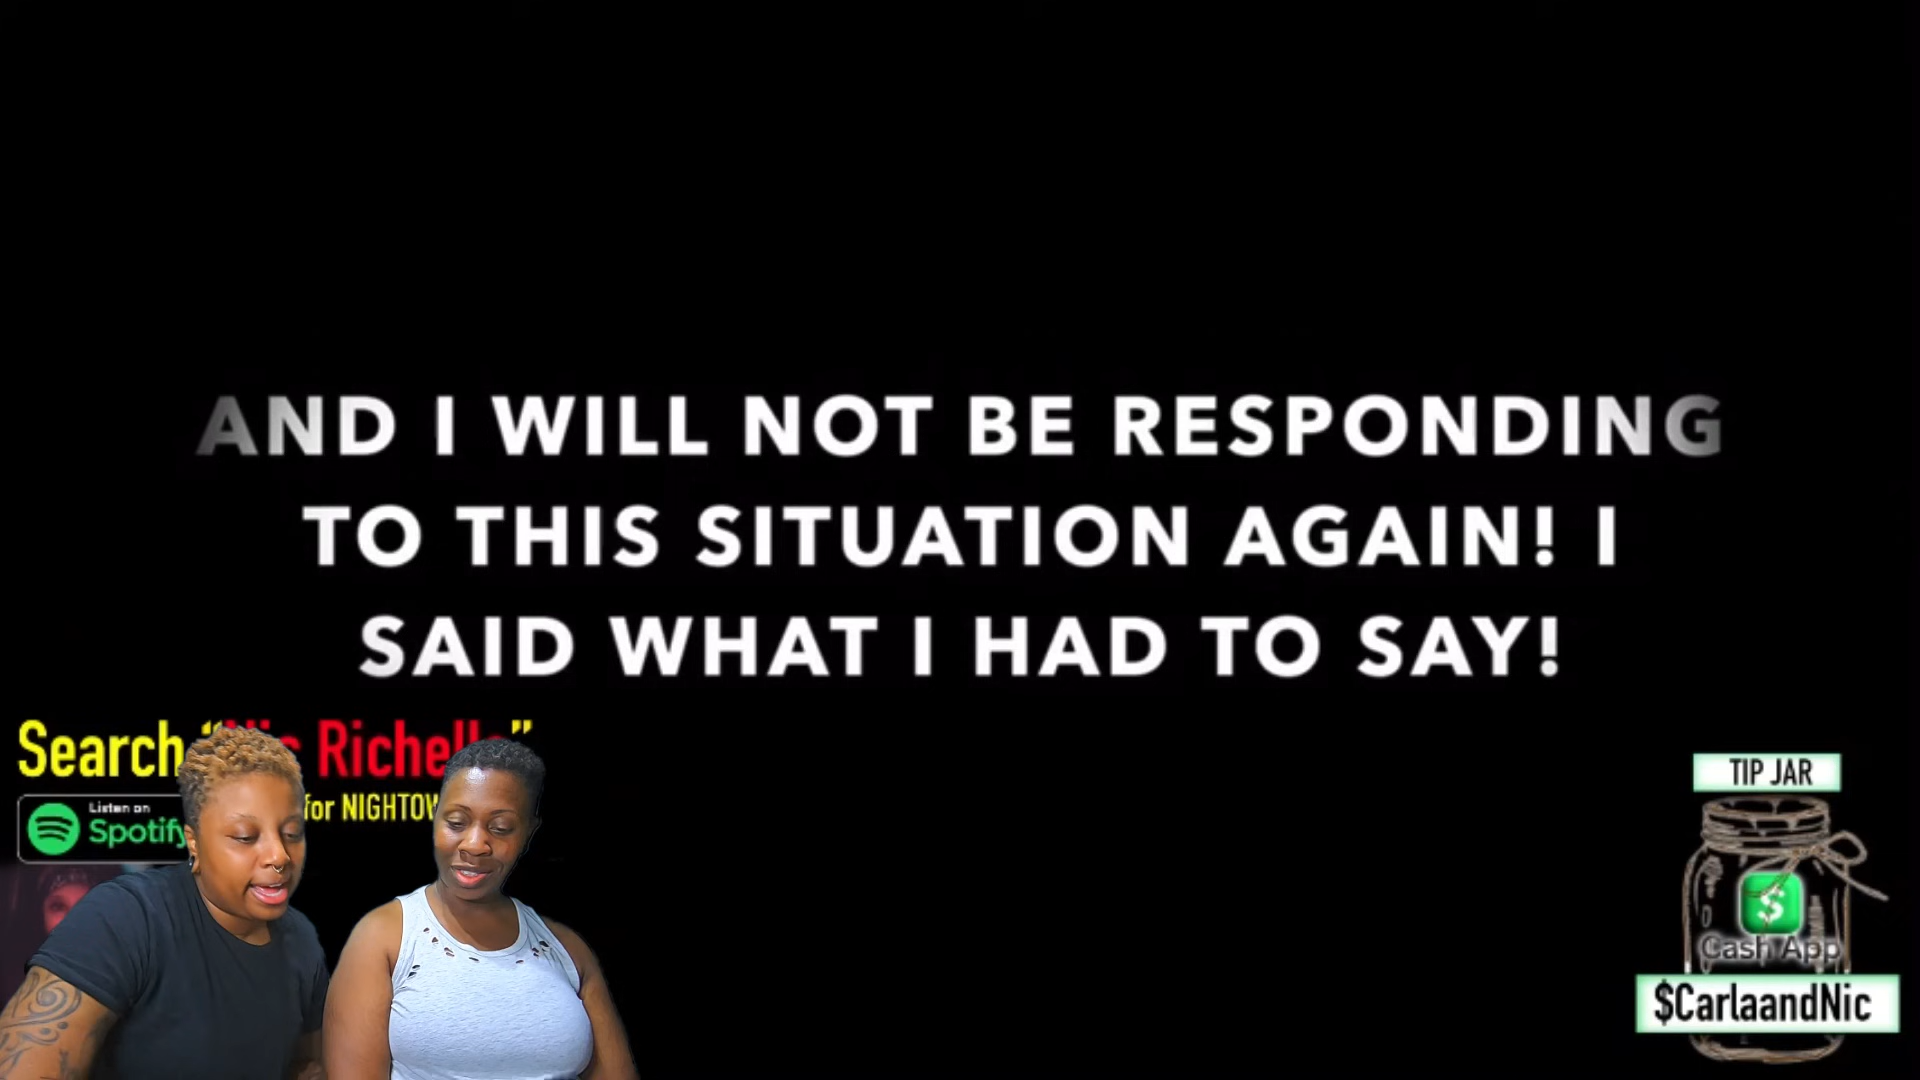 AND I WILL NOT BE RESPONDING
TO THIS SITUATION AGAIN! I
SAID WHAT I HAD TO SAY!
Search " Richelle"
for
Listen on
Spotify
TIP JAR
$
Cash App
$CarlaandNic